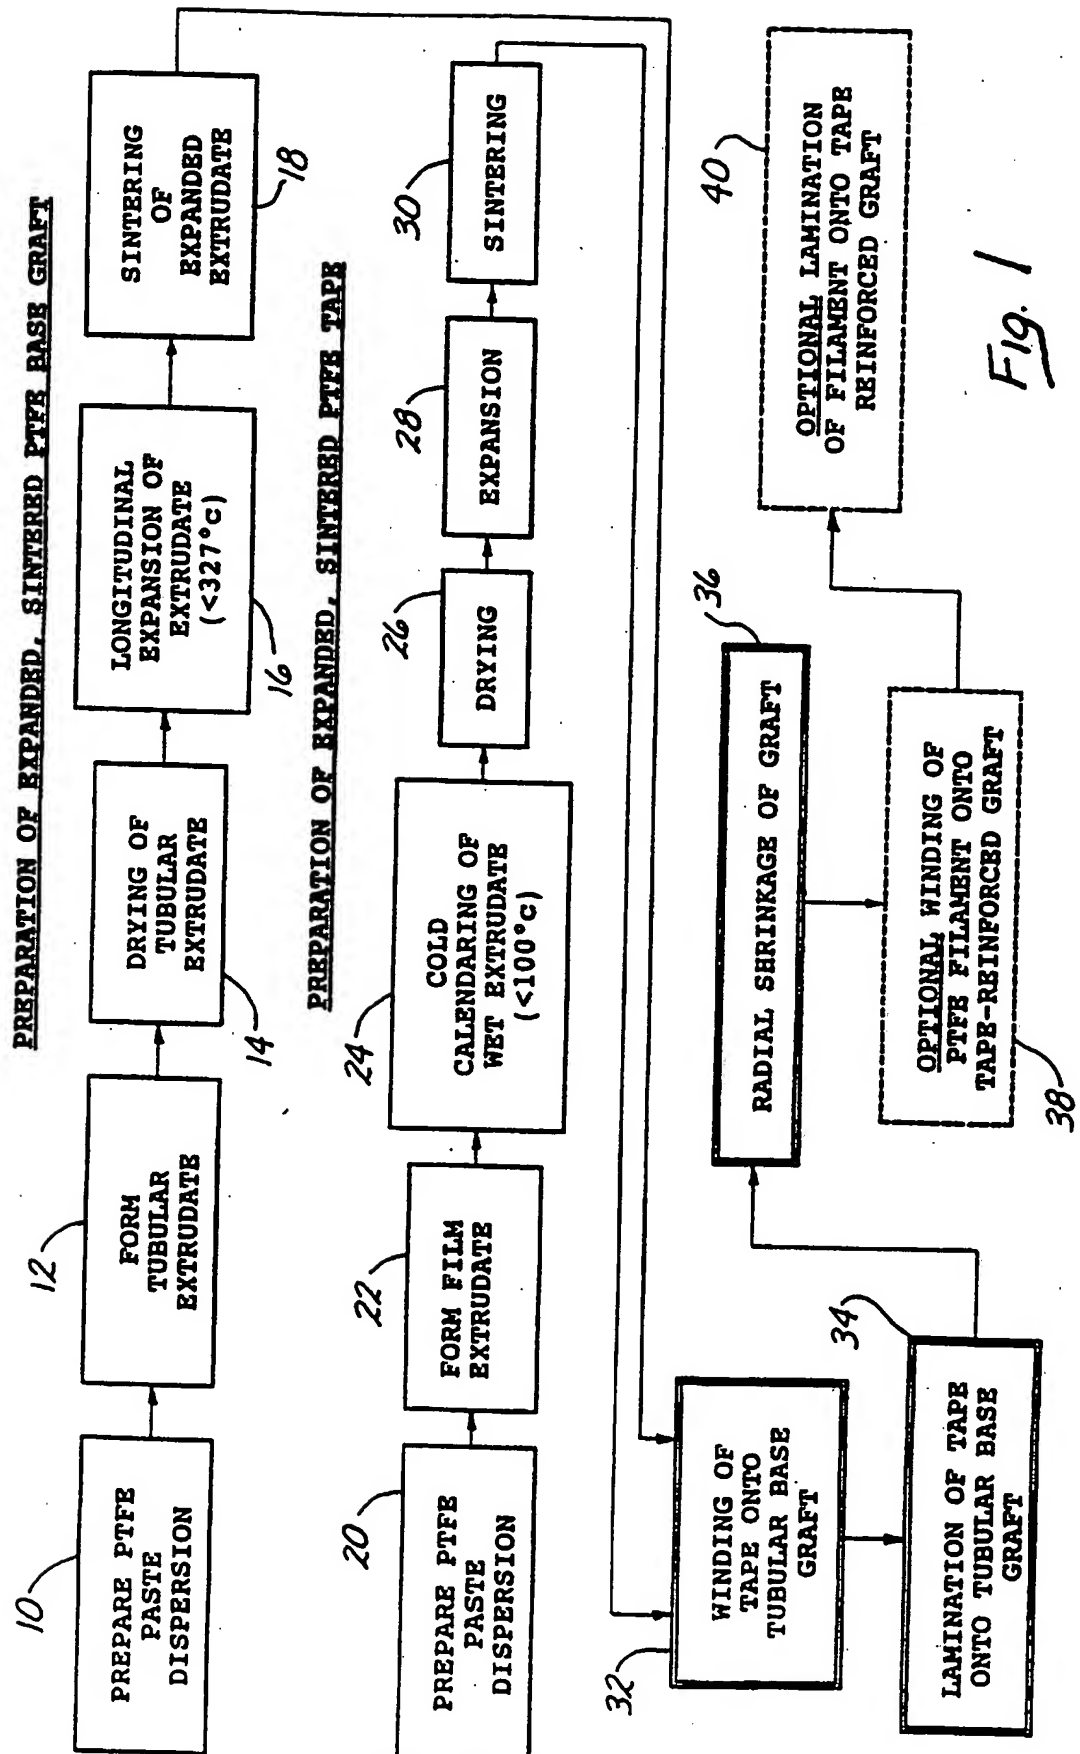 PREPARATION OF EXPANDED, SINTERED PTFE BASE GRAFT
10
PREPARE PTFE
PASTE
DISPERSION
12
FORM
TUBULAR
EXTRUDATE
14
DRYING OF
TUBULAR
EXTRUDATE
16
LONGITUDINAL
EXPANSION OF
EXTRUDATE
(<327°c)
18
SINTERING
OF
EXPANDED
EXTRUDATE
PREPARATION OF EXPANDED, SINTERED PTFE TAPE
20
PREPARE PTFE
PASTE
DISPERSION
22
FORM FILM
EXTRUDATE
24
COLD
CALENDARING OF
WET EXTRUDATE
(<100°c)
26
DRYING
28
EXPANSION
30
SINTERING
32
WINDING OF
TAPE ONTO
TUBULAR BASE
GRAFT
34
LAMINATION OF TAPE
ONTO TUBULAR BASE
GRAFT
36
RADIAL SHRINKAGE OF GRAFT
38
OPTIONAL WINDING OF
PTFE FILAMENT ONTO
TAPE-REINFORCED GRAFT
40
OPTIONAL LAMINATION
OF FILAMENT ONTO TAPE
REINFORCED GRAFT
Fig. 1